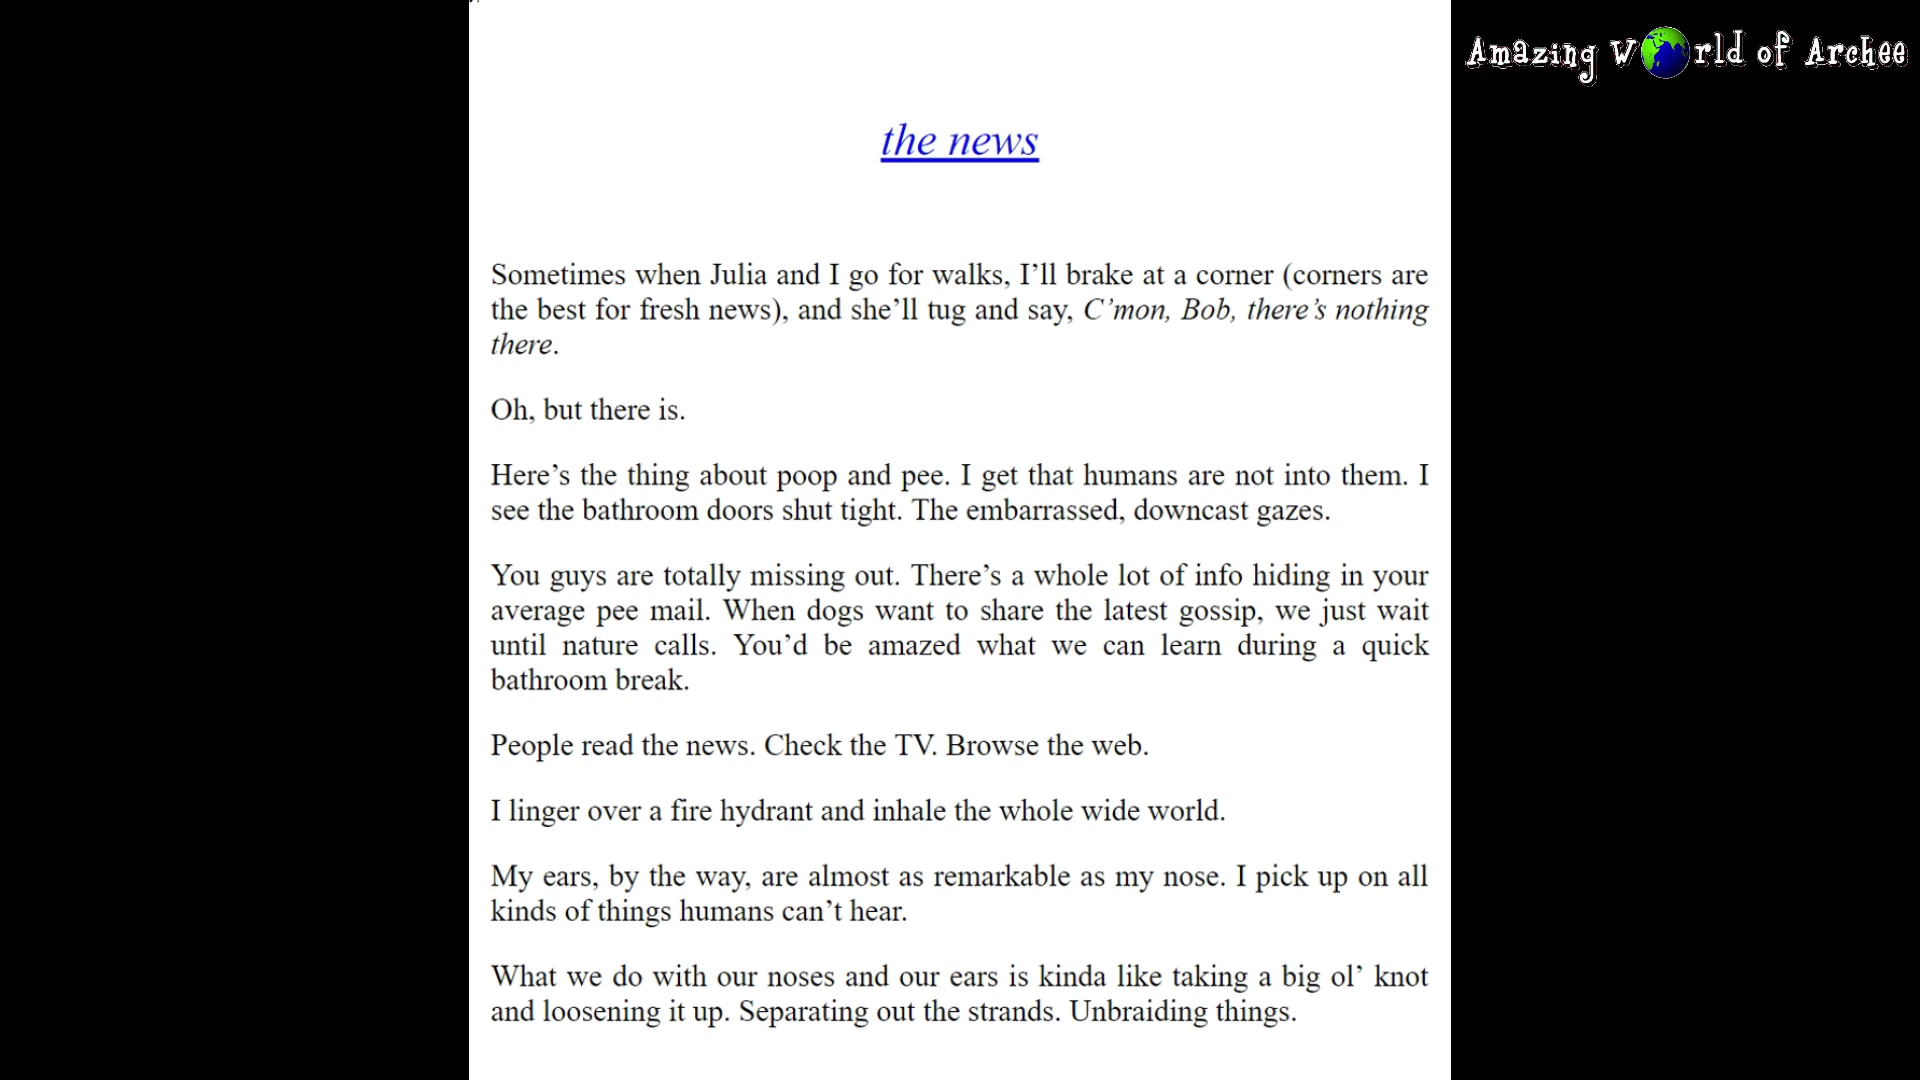 Amazing World of Archee
the news
Sometimes when Julia and I go for walks, I’ll brake at a corner (corners are
the best for fresh news), and she’ll tug and say, C’mon, Bob, there’s nothing
there.
Oh, but there is.
Here’s the thing about poop and pee. I get that humans are not into them. I
see the bathroom doors shut tight. The embarrassed, downcast gazes.
You guys are totally missing out. There’s a whole lot of info hiding in your
average pee mail. When dogs want to share the latest gossip, we just wait
until nature calls. You’d be amazed what we can learn during a quick
bathroom break.
People read the news. Check the TV. Browse the web.
I linger over a fire hydrant and inhale the whole wide world.
My ears, by the way, are almost as remarkable as my nose. I pick up on all
kinds of things humans can’t hear.
What we do with our noses and our ears is kinda like taking a big ol’ knot
and loosening it up. Separating out the strands. Unbraiding things.